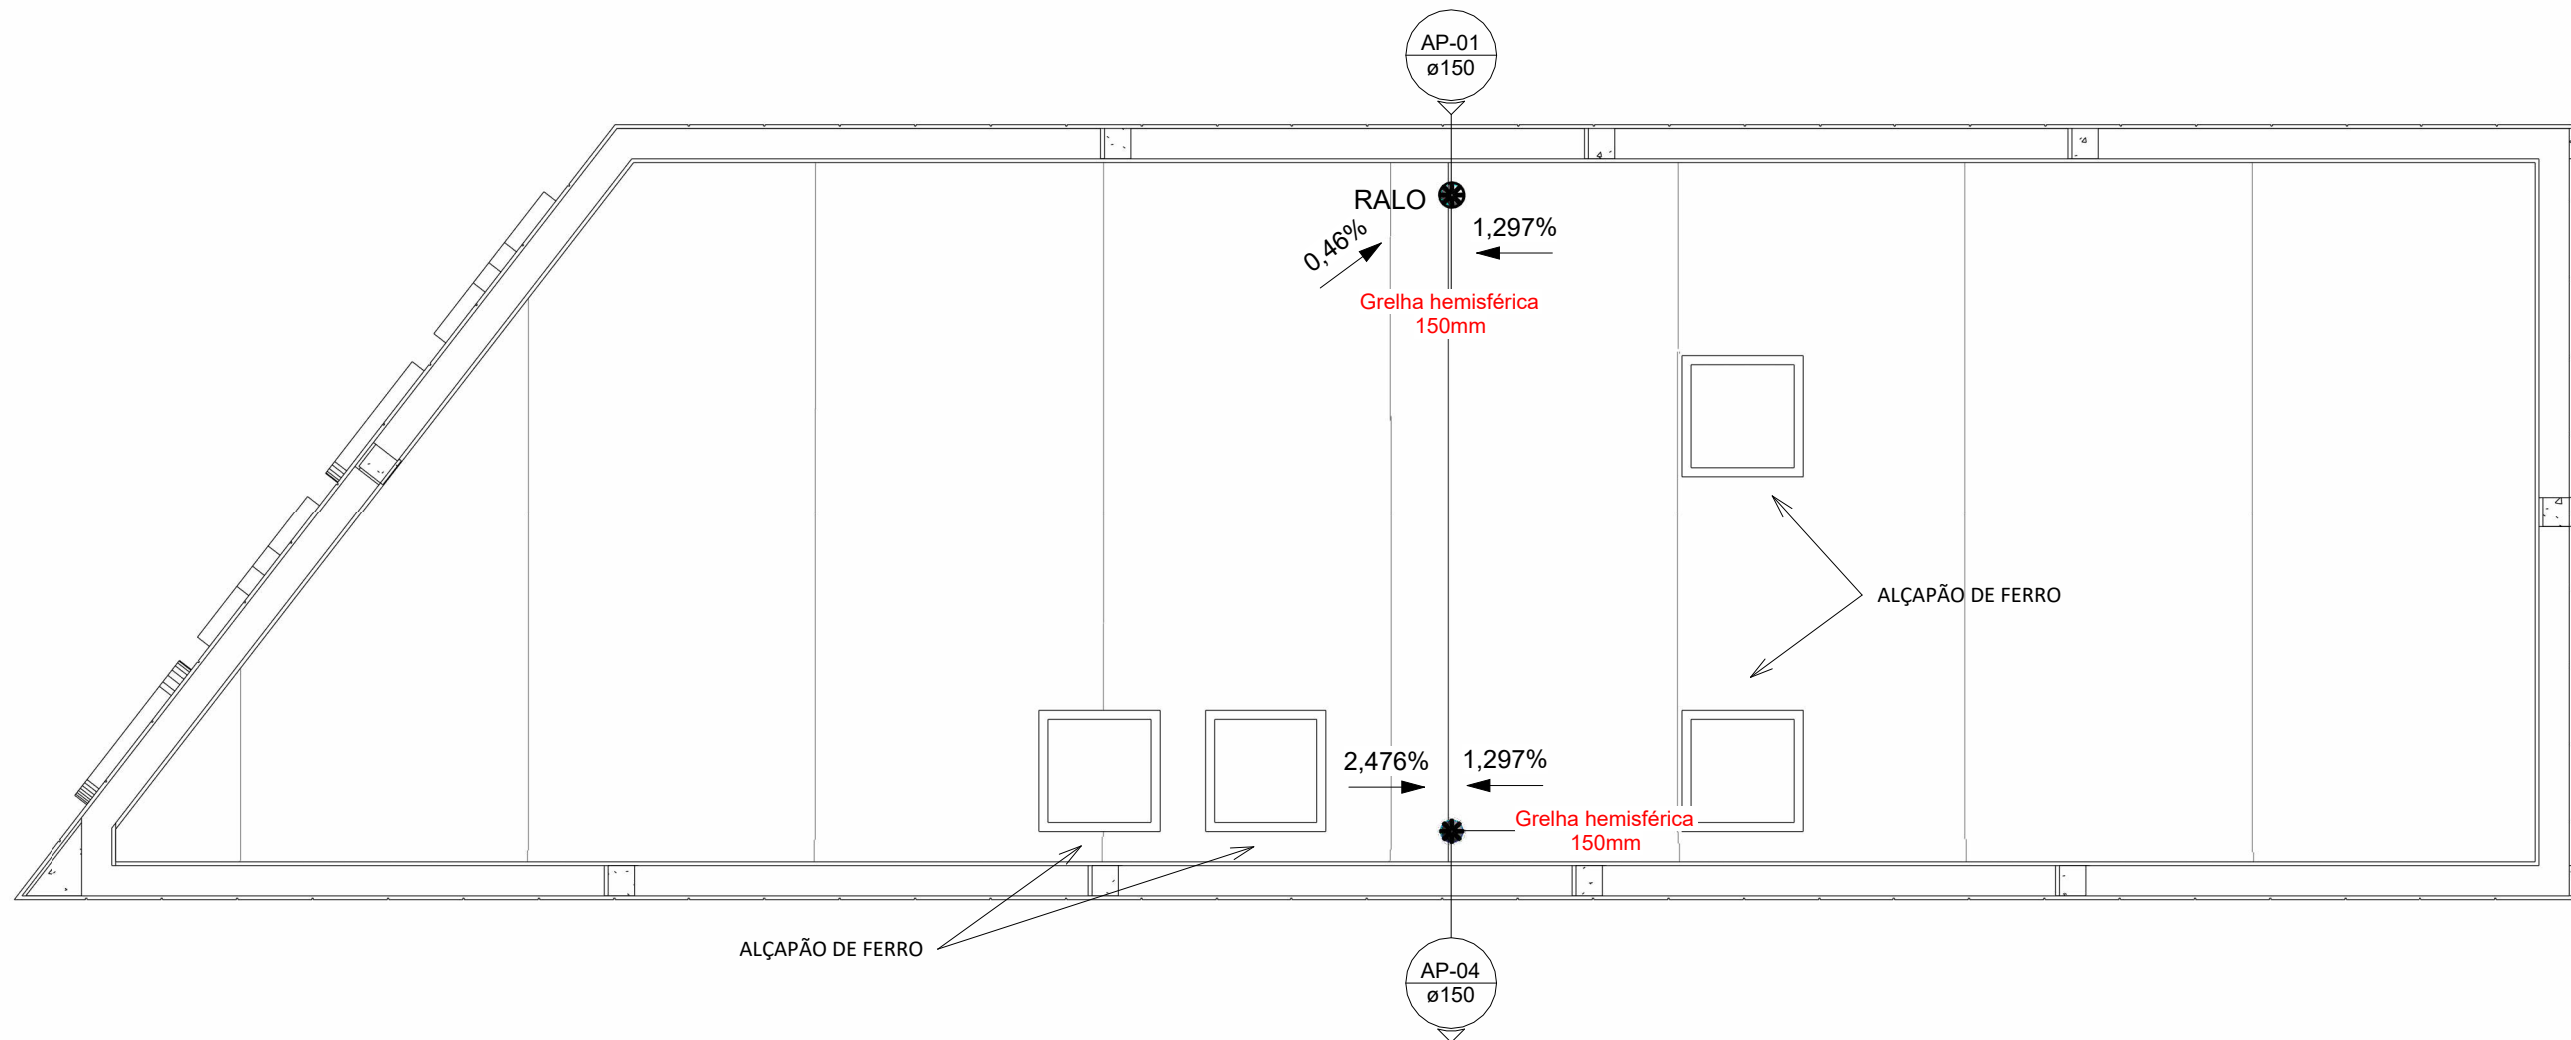 AP-01
ø150
RALO
0,46%
1,297%
Grelha hemisférica
150mm
ALÇAPÃO DE FERRO
2,476%
1,297%
Grelha hemisférica
150mm
ALÇAPÃO DE FERRO
AP-04
ø150